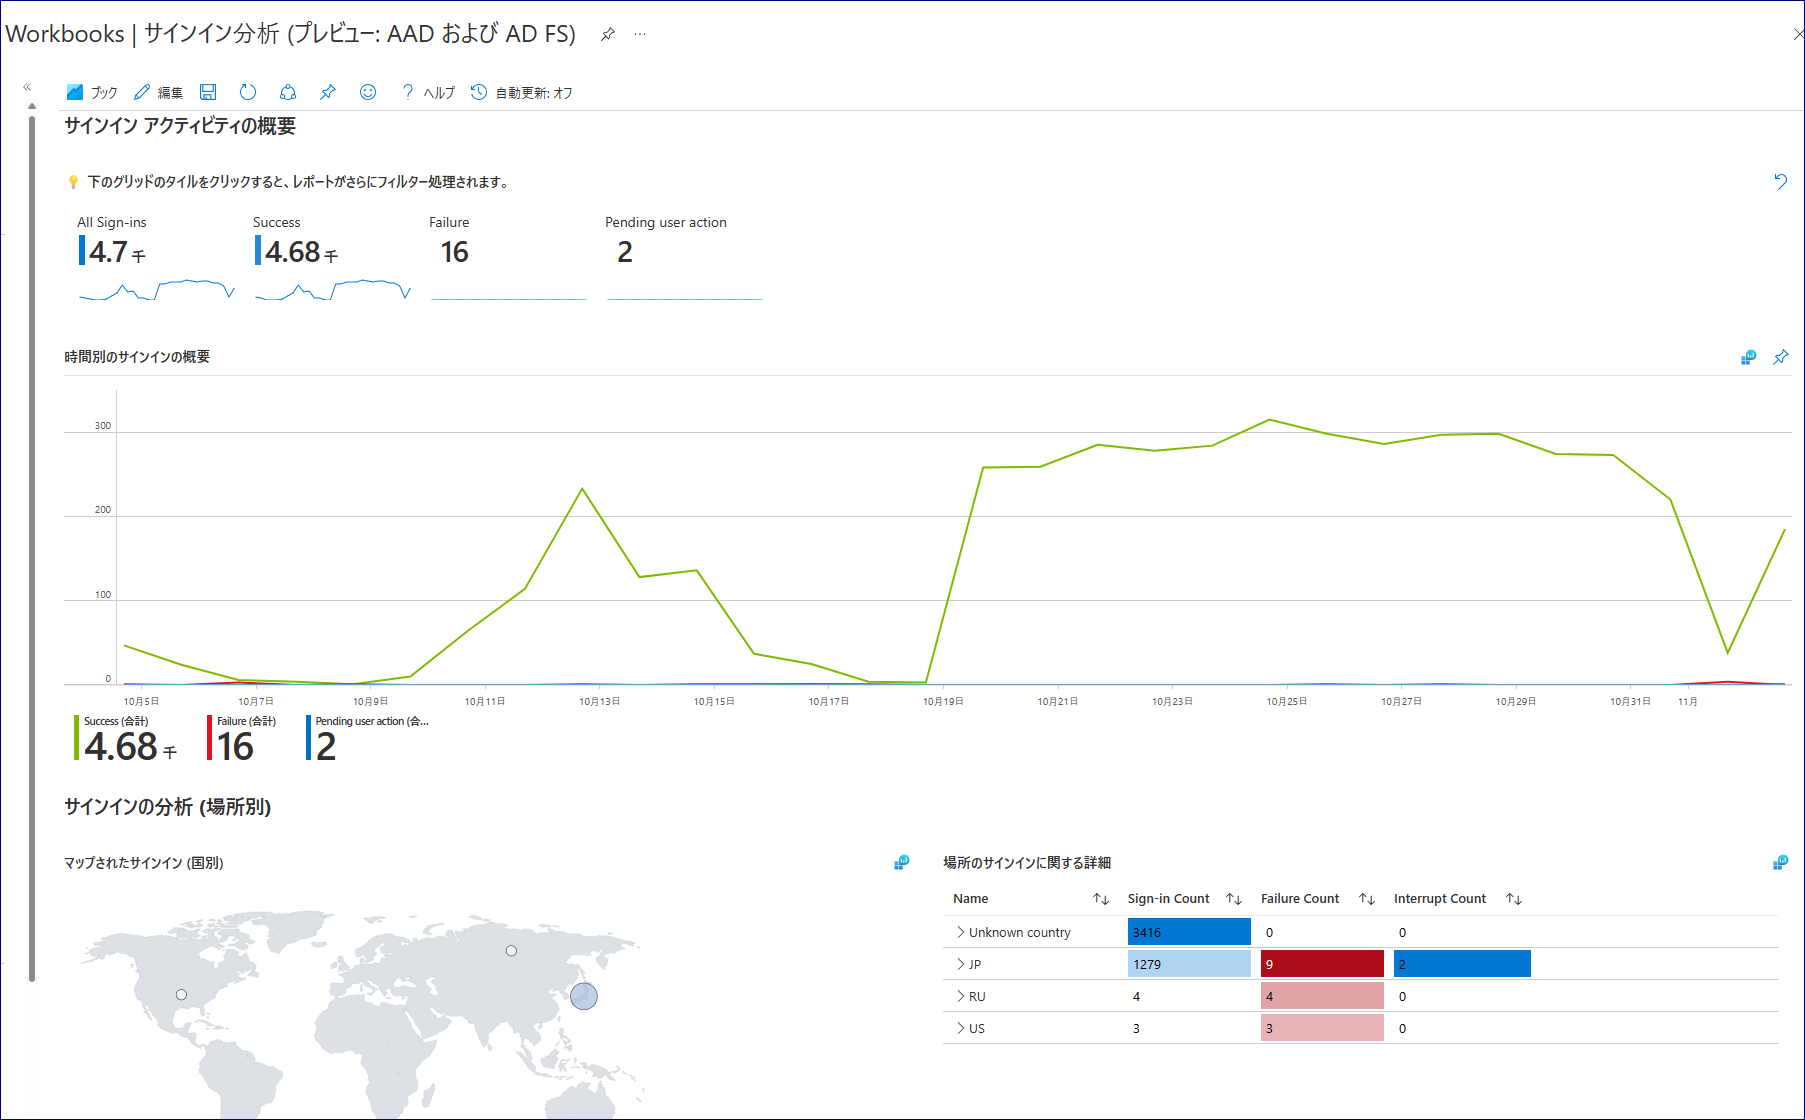 Workbooks | サインイン分析 (プレビュー: AAD および AD FS)
ブック 編集 ヘルプ 自動更新: オフ
サインイン アクティビティの概要
下のグリッドのタイルをクリックすると、レポートがさらにフィルター処理されます。
All Sign-ins Success Failure Pending user action
4.7 千 4.68 千 16 2
時間別のサインインの概要
300
200
100
0
10月5日 10月7日 10月9日 10月11日 10月13日 10月15日 10月17日 10月19日 10月21日 10月23日 10月25日 10月27日 10月29日 10月31日 11月
Success (合計) Failure (合計) Pending user action (合...
4.68 千 16 2
サインインの分析 (場所別)
マップされたサインイン (国別)
場所のサインインに関する詳細
Name Sign-in Count Failure Count Interrupt Count
Unknown country 3416 0 0
JP 1279 9 2
RU 4 4 0
US 3 3 0